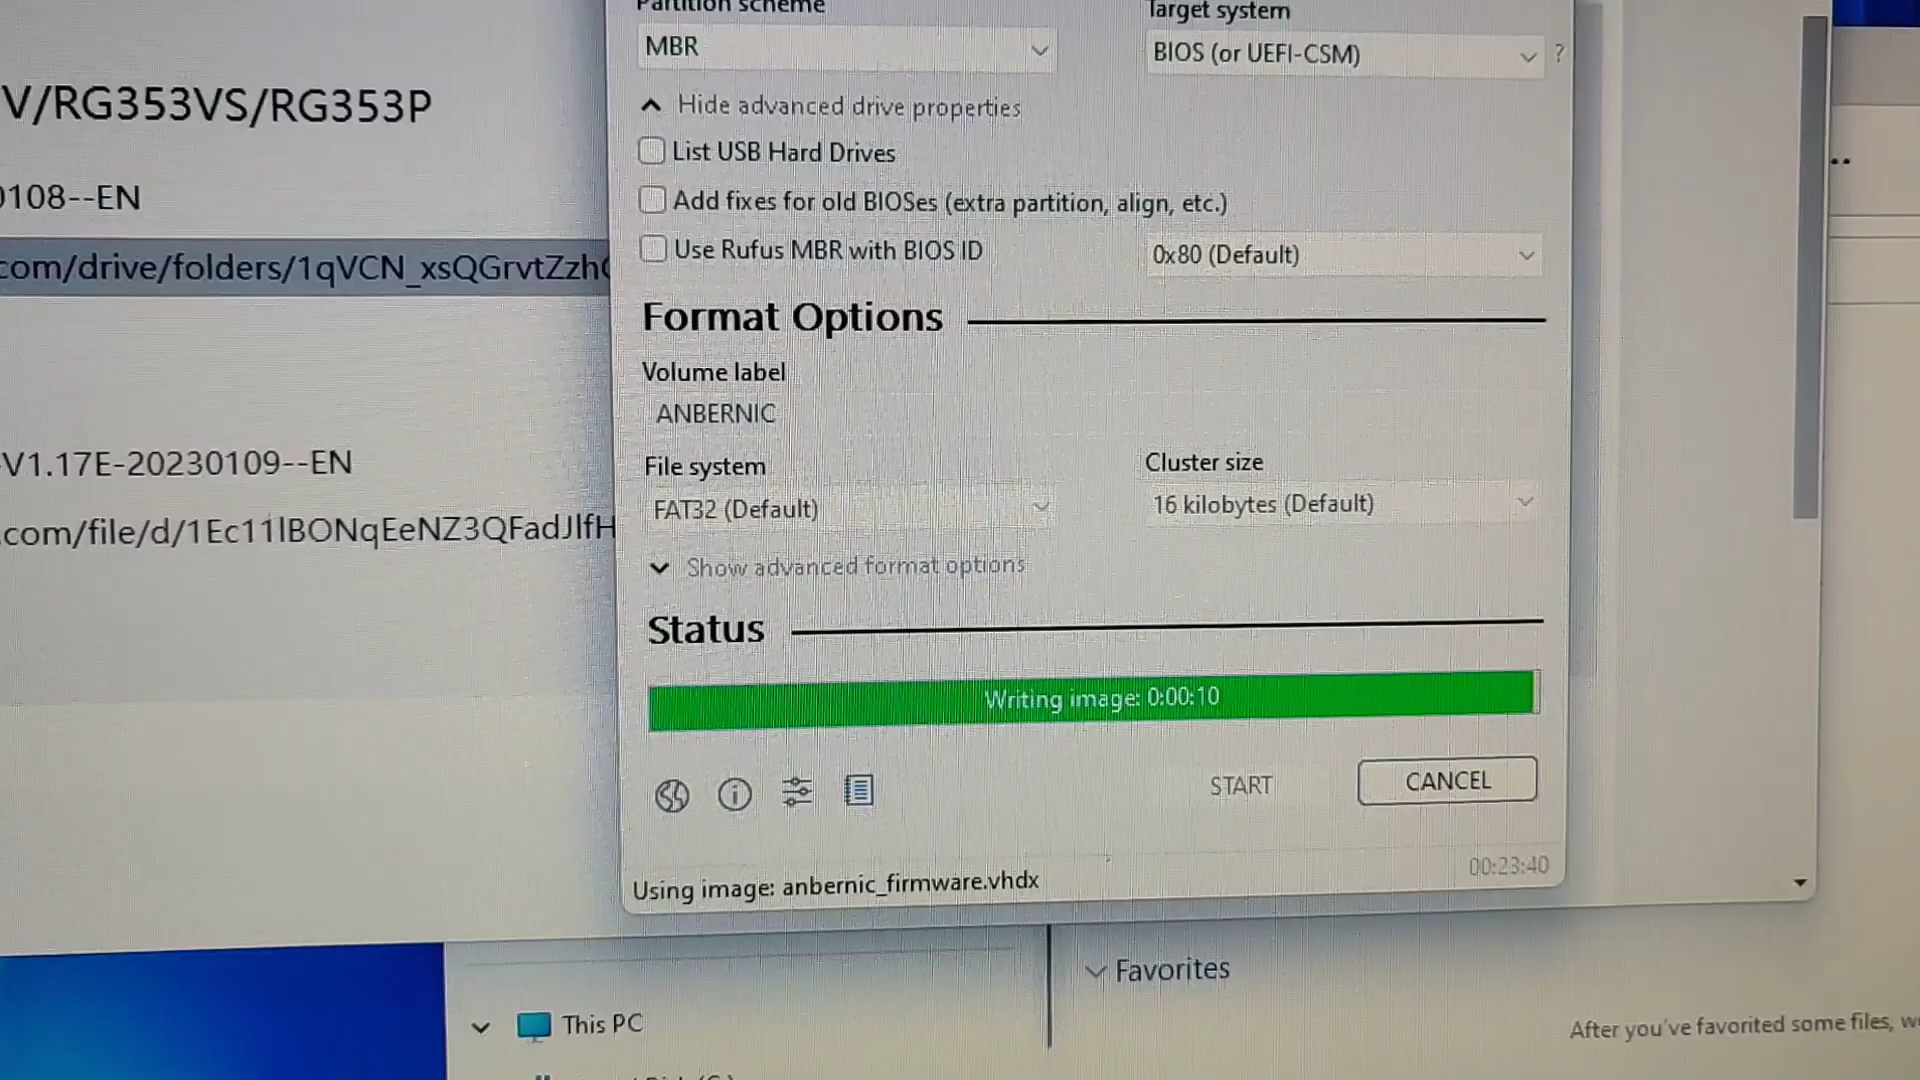 Partition scheme
Target system
MBR
BIOS (or UEFI-CSM)
?
V/RG353VS/RG353P
Hide advanced drive properties
List USB Hard Drives
0108--EN
Add fixes for old BIOSes (extra partition, align, etc.)
Use Rufus MBR with BIOS ID
0x80 (Default)
com/drive/folders/1qVCN_xsQGrvtZzh
Format Options
Volume label
ANBERNIC
V1.17E-20230109--EN
File system
Cluster size
FAT32 (Default)
16 kilobytes (Default)
.com/file/d/1Ec11lBONqEeNZ3QFadJlfH
Show advanced format options
Status
Writing image: 0:00:10
START
CANCEL
Using image: anbernic_firmware.vhdx
00:23:40
Favorites
This PC
After you've favorited some files, we